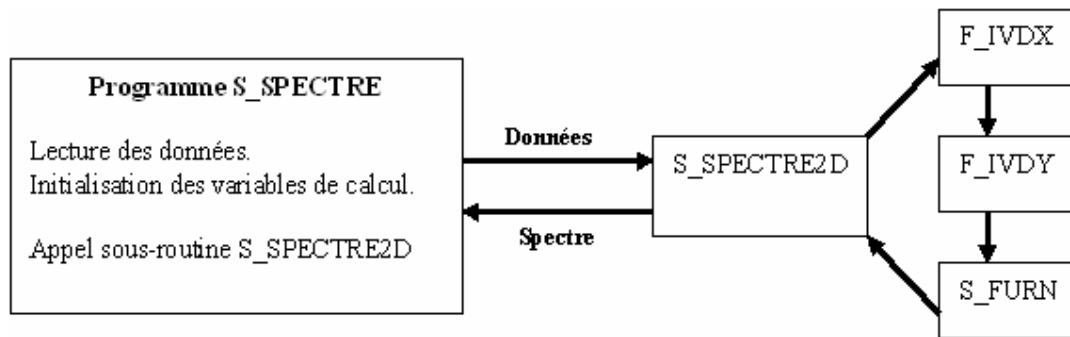 Programme S_SPECTRE
Lecture des données.
Initialisation des variables de calcul.
Appel sous-routine S_SPECTRE2D
Données
Spectre
S_SPECTRE2D
F_IVDX
F_IVDY
S_FURN